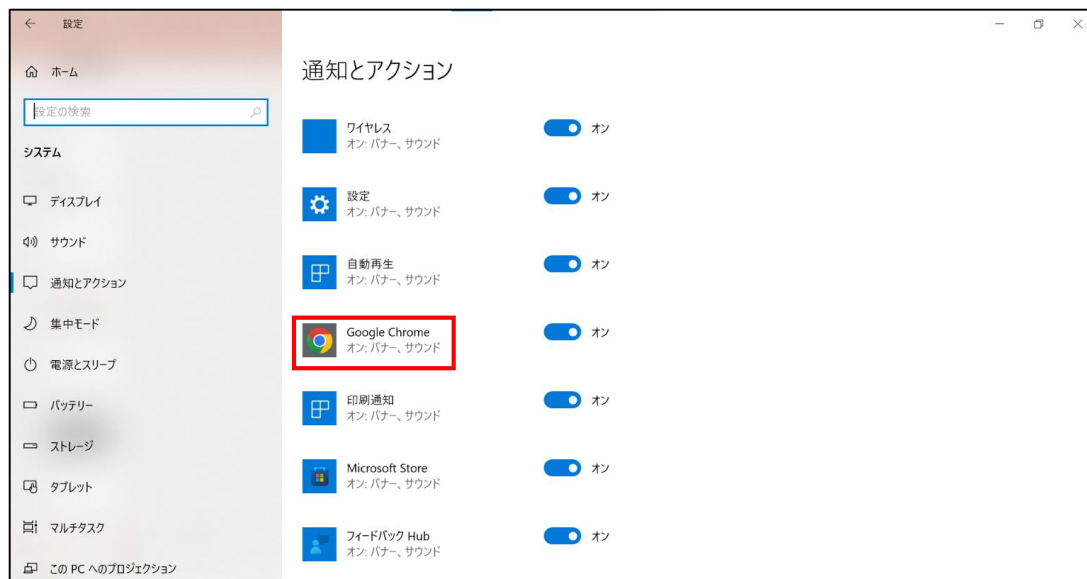 設定
ホーム
設定の検索
システム
ディスプレイ
サウンド
通知とアクション
集中モード
電源とスリープ
バッテリー
ストレージ
タブレット
マルチタスク
この PC へのプロジェクション
通知とアクション
ワイヤレス
オン: バナー、サウンド
オン
設定
オン: バナー、サウンド
オン
自動再生
オン: バナー、サウンド
オン
Google Chrome
オン: バナー、サウンド
オン
印刷通知
オン: バナー、サウンド
オン
Microsoft Store
オン: バナー、サウンド
オン
フィードバック Hub
オン: バナー、サウンド
オン